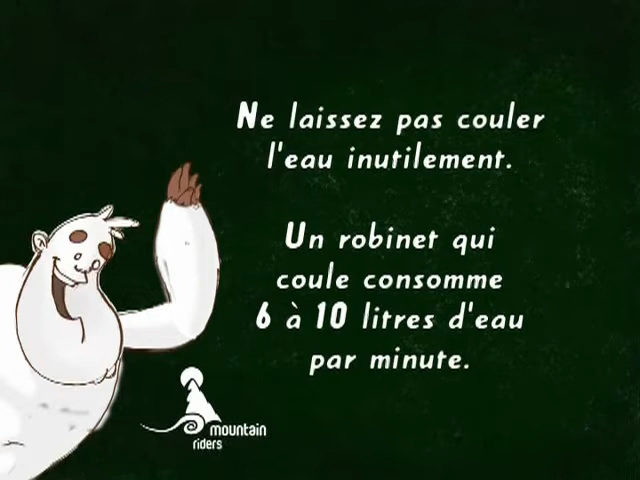 Ne laissez pas couler
l'eau inutilement.
Un robinet qui
coule consomme
6 à 10 litres d'eau
par minute.
mountain
riders